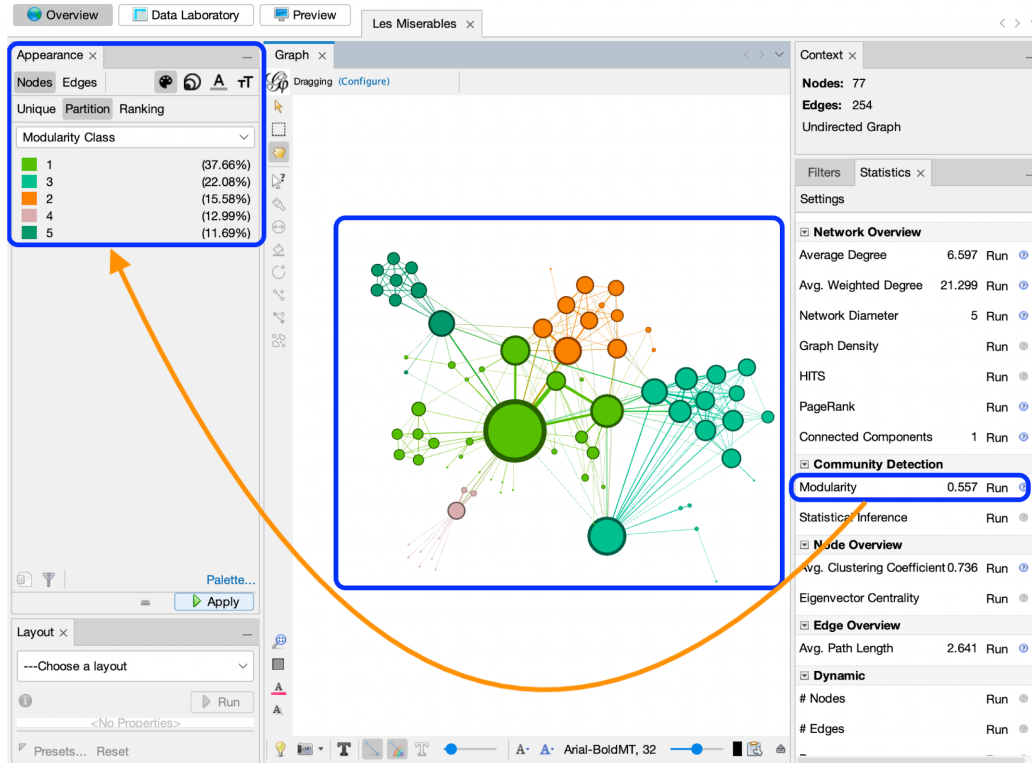 Overview
Data Laboratory
Preview
Les Miserables
Appearance
Nodes Edges
Unique Partition Ranking
Modularity Class
1 (37.66%)
3 (22.08%)
2 (15.58%)
4 (12.99%)
5 (11.69%)
Palette...
Apply
Layout
---Choose a layout
Run
<No Properties>
Presets... Reset
Graph
Dragging (Configure)
Arial-BoldMT, 32
Context
Nodes: 77
Edges: 254
Undirected Graph
Filters Statistics
Settings
Network Overview
Average Degree 6.597 Run
Avg. Weighted Degree 21.299 Run
Network Diameter 5 Run
Graph Density Run
HITS Run
PageRank Run
Connected Components 1 Run
Community Detection
Modularity 0.557 Run
Statistical Inference Run
Node Overview
Avg. Clustering Coefficient 0.736 Run
Eigenvector Centrality Run
Edge Overview
Avg. Path Length 2.641 Run
Dynamic
# Nodes Run
# Edges Run